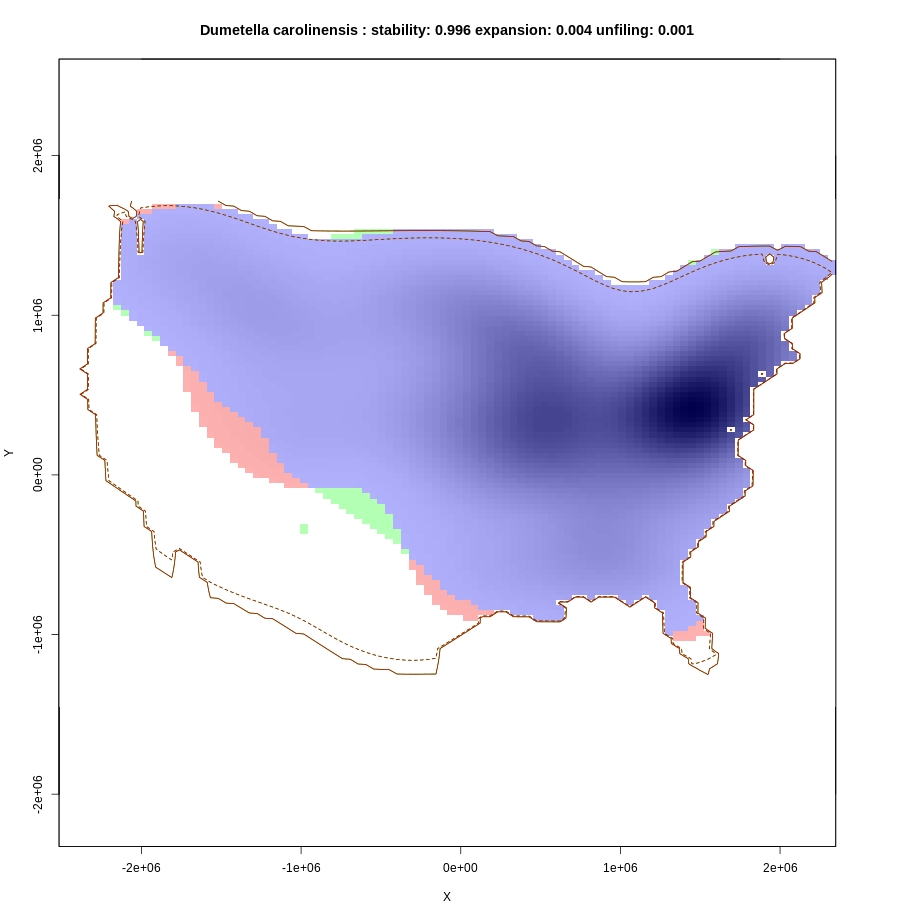 Dumetella carolinensis : stability: 0.996 expansion: 0.004 unfiling: 0.001
2e+06
1e+06
0e+00
-1e+06
-2e+06
Y
-2e+06 -1e+06 0e+00 1e+06 2e+06
X